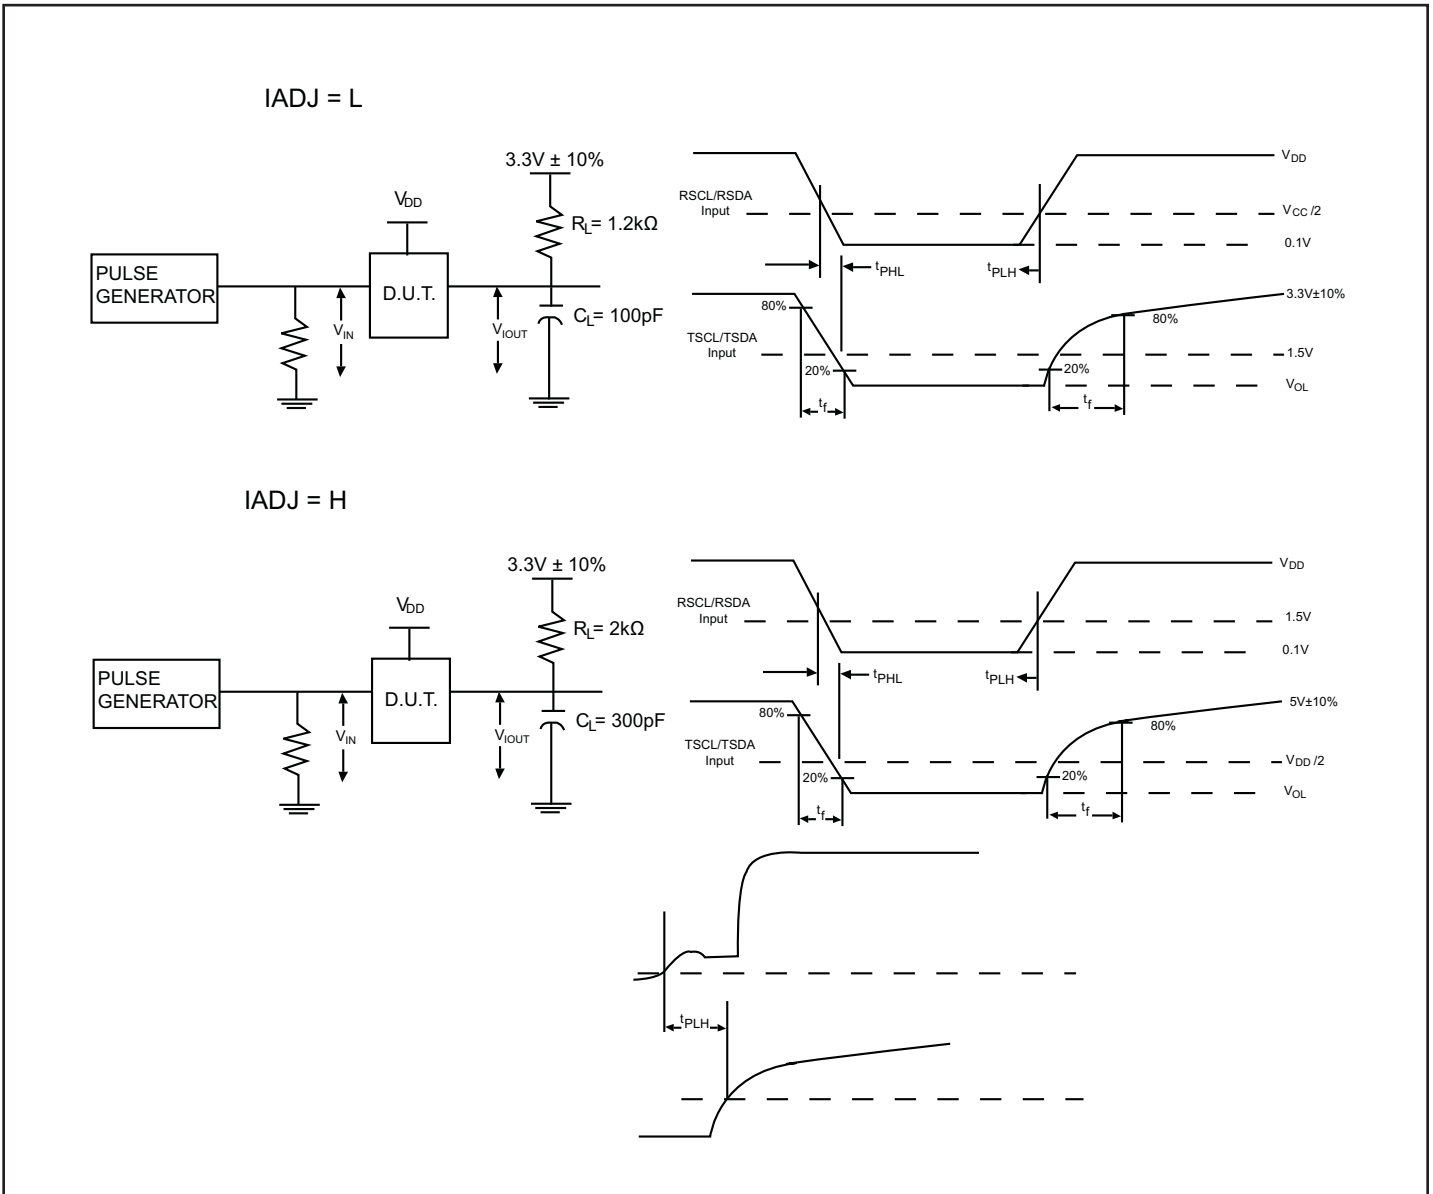 IADJ = L
3.3V ± 10%
VDD
RL= 1.2kΩ
PULSE
GENERATOR
D.U.T.
VIN
VIOUT
CL= 100pF
VDD
RSCL/RSDA
Input
VCC /2
0.1V
tPHL
tPLH
3.3V±10%
80%
80%
TSCL/TSDA
Input
1.5V
20%
20%
VOL
tf
tf
IADJ = H
3.3V ± 10%
VDD
RL= 2kΩ
PULSE
GENERATOR
D.U.T.
VIN
VIOUT
CL= 300pF
VDD
RSCL/RSDA
Input
1.5V
0.1V
tPHL
tPLH
5V±10%
80%
80%
TSCL/TSDA
Input
VDD /2
20%
20%
VOL
tf
tf
tPLH